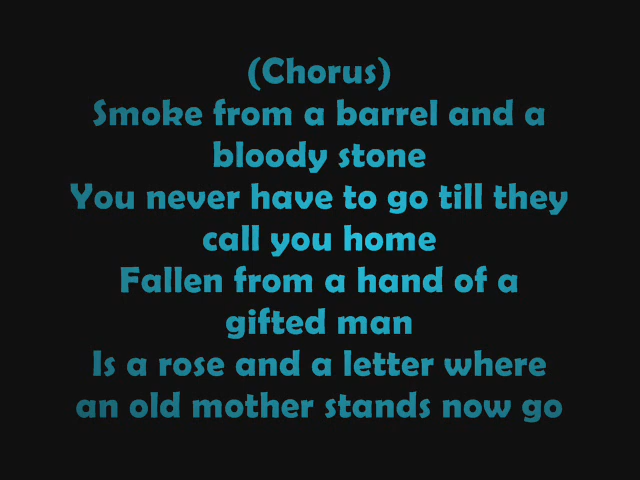 (Chorus)
Smoke from a barrel and a
bloody stone
You never have to go till they
call you home
Fallen from a hand of a
gifted man
Is a rose and a letter where
an old mother stands now go